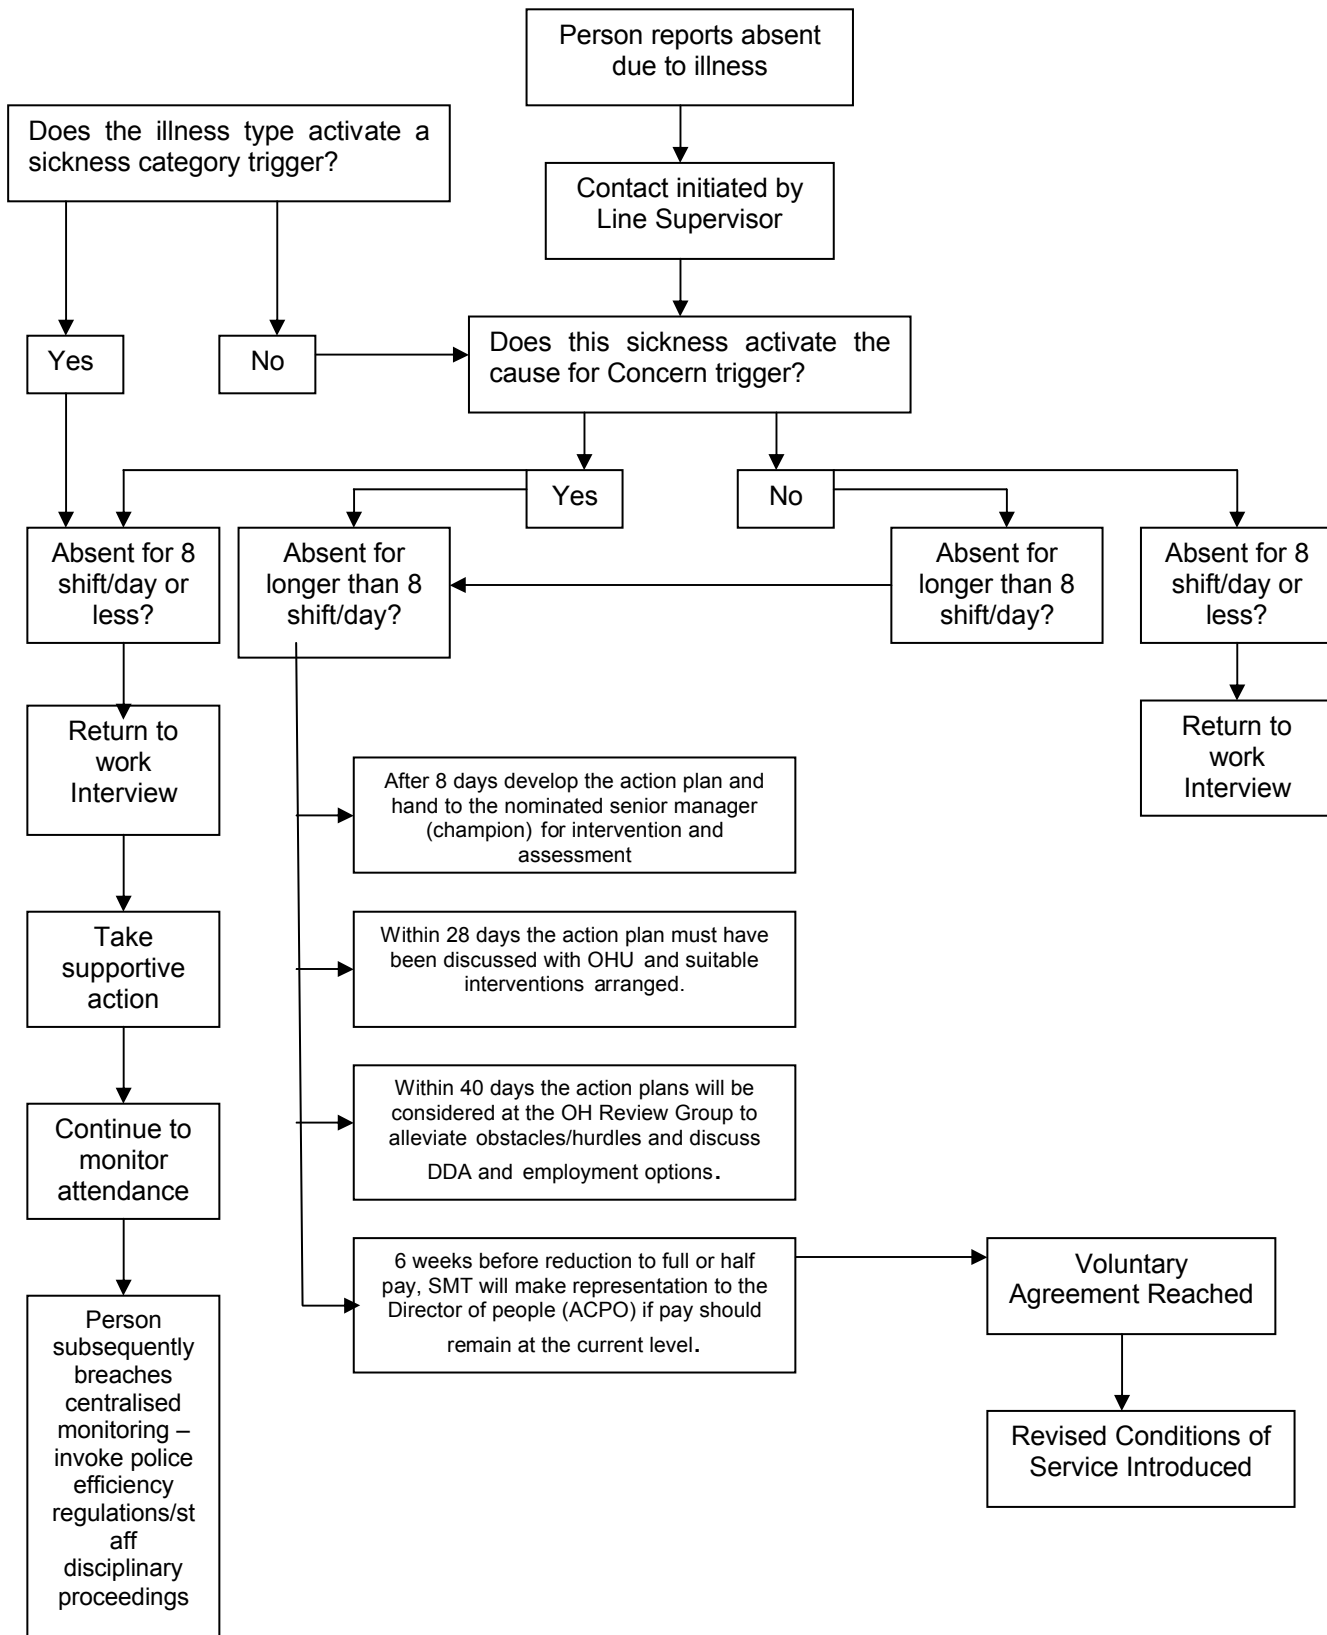 Person reports absent
due to illness
Does the illness type activate a
sickness category trigger?
Contact initiated by
Line Supervisor
Yes
No
Does this sickness activate the
cause for Concern trigger?
Yes
No
Absent for 8
shift/day or
less?
Absent for
longer than 8
shift/day?
Absent for
longer than 8
shift/day?
Absent for 8
shift/day or
less?
Return to
work
Interview
Return to
work
Interview
After 8 days develop the action plan and
hand to the nominated senior manager
(champion) for intervention and
assessment
Take
supportive
action
Within 28 days the action plan must have
been discussed with OHU and suitable
interventions arranged.
Continue to
monitor
attendance
Within 40 days the action plans will be
considered at the OH Review Group to
alleviate obstacles/hurdles and discuss
DDA and employment options.
6 weeks before reduction to full or half
pay, SMT will make representation to the
Director of people (ACPO) if pay should
remain at the current level.
Voluntary
Agreement Reached
Person
subsequently
breaches
centralised
monitoring –
invoke police
efficiency
regulations/st
aff
disciplinary
proceedings
Revised Conditions of
Service Introduced